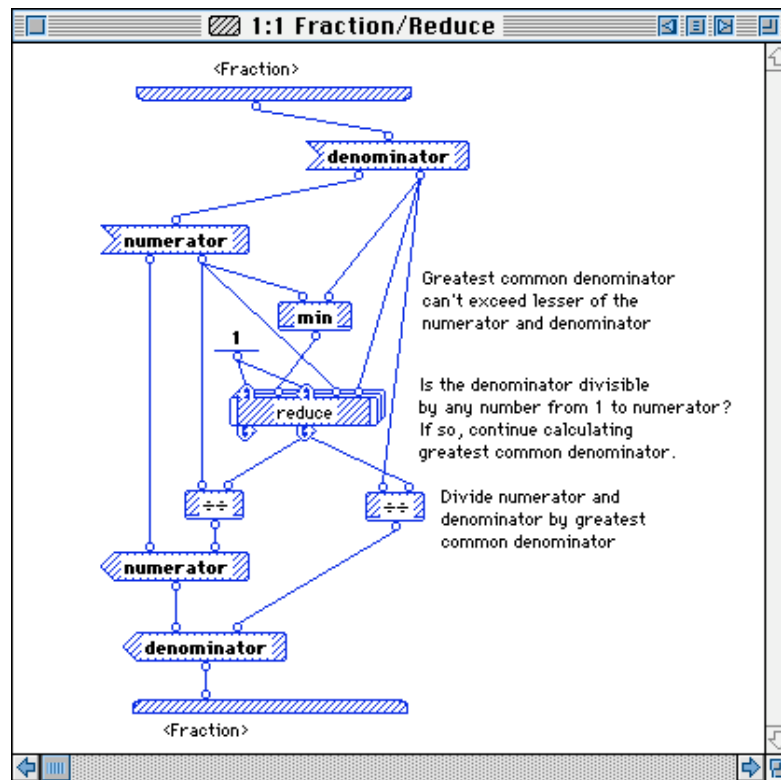 1:1 Fraction/Reduce
<Fraction>
denominator
numerator
Greatest common denominator
can't exceed lesser of the
numerator and denominator
min
1
Is the denominator divisible
by any number from 1 to numerator?
If so, continue calculating
greatest common denominator.
reduce
÷÷
÷÷
Divide numerator and
denominator by greatest
common denominator
numerator
denominator
<Fraction>